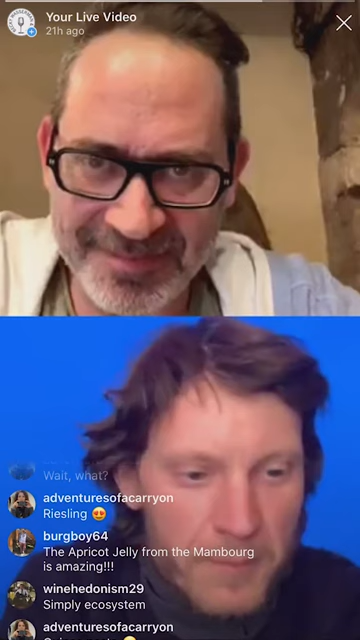 Your Live Video
21h ago
Wait, what?
adventuresofacarryon
Riesling 😍
burgboy64
The Apricot Jelly from the Mambourg
is amazing!!!
winehedonism29
Simply ecosystem
adventuresofacarryon